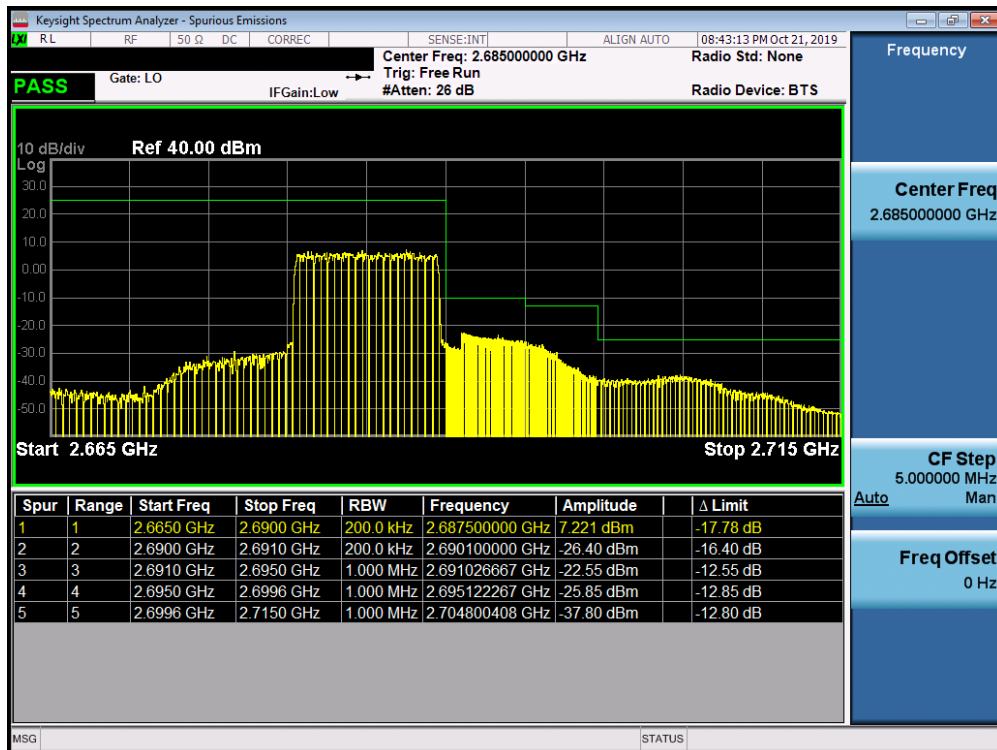 Keysight Spectrum Analyzer - Spurious Emissions
LXI RL RF 50 Ω DC CORREC SENSE:INT ALIGN AUTO 08:43:13 PM Oct 21, 2019
Center Freq: 2.685000000 GHz Radio Std: None
Gate: LO Trig: Free Run
PASS IFGain:Low #Atten: 26 dB Radio Device: BTS
10 dB/div Ref 40.00 dBm
Log
30.0
20.0
10.0
0.00
-10.0
-20.0
-30.0
-40.0
-50.0
Start 2.665 GHz Stop 2.715 GHz
Spur Range Start Freq Stop Freq RBW Frequency Amplitude Δ Limit
1 1 2.6650 GHz 2.6900 GHz 200.0 kHz 2.687500000 GHz 7.221 dBm -17.78 dB
2 2 2.6900 GHz 2.6910 GHz 200.0 kHz 2.690100000 GHz -26.40 dBm -16.40 dB
3 3 2.6910 GHz 2.6950 GHz 1.000 MHz 2.691026667 GHz -22.55 dBm -12.55 dB
4 4 2.6950 GHz 2.6996 GHz 1.000 MHz 2.695122267 GHz -25.85 dBm -12.85 dB
5 5 2.6996 GHz 2.7150 GHz 1.000 MHz 2.704800408 GHz -37.80 dBm -12.80 dB
Frequency
Center Freq
2.685000000 GHz
CF Step
5.000000 MHz
Auto Man
Freq Offset
0 Hz
MSG STATUS